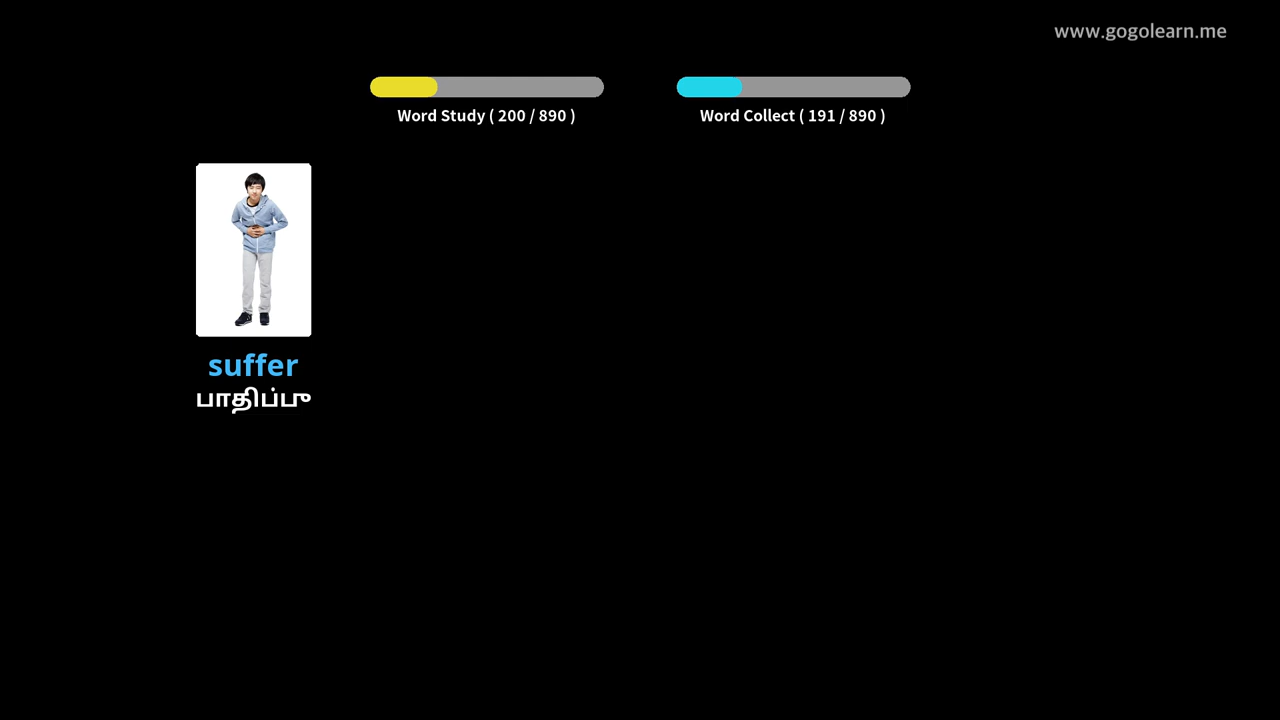 www.gogolearn.me
Word Study ( 200 / 890 )
Word Collect ( 191 / 890 )
suffer
பாதிப்பு